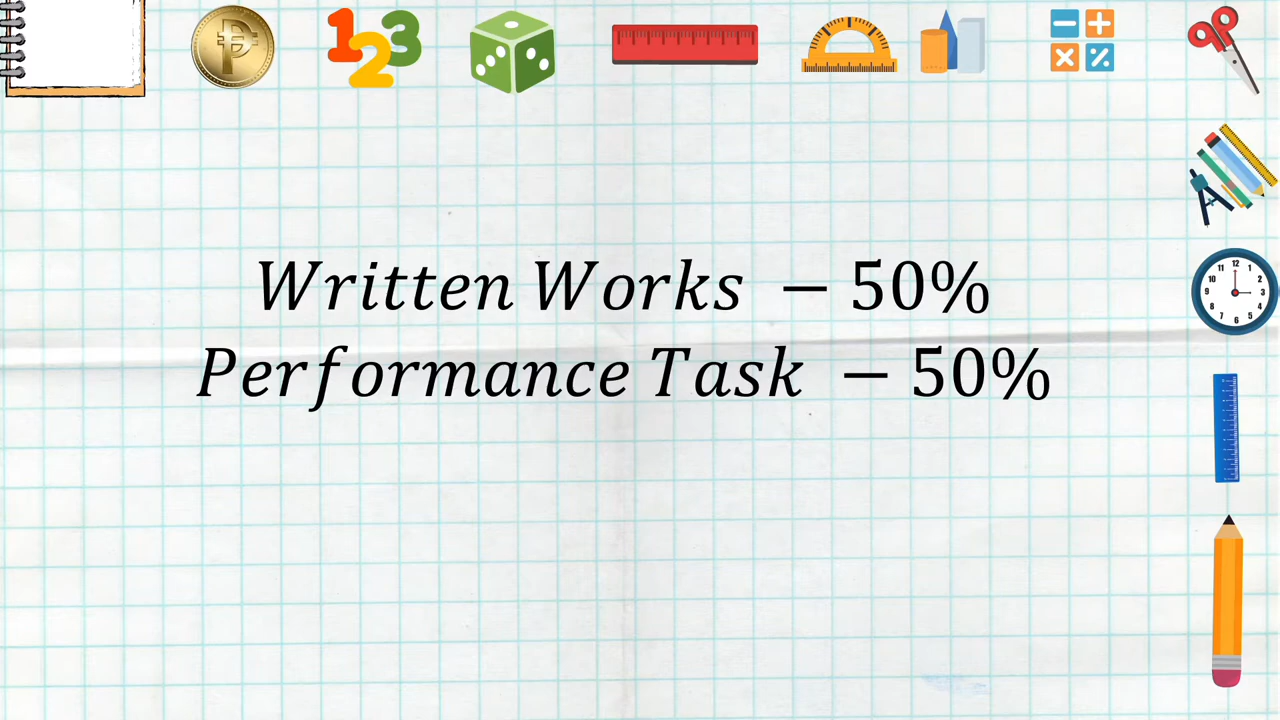 Written Works – 50%
Performance Task – 50%